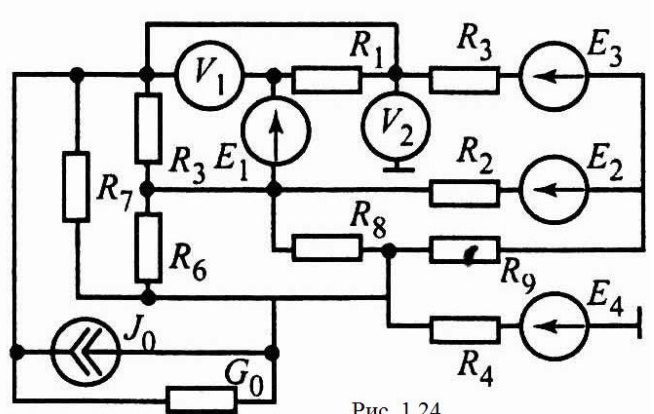 R₁
R₃
E₃
V₁
V₂
R₃
E₁
R₂
E₂
R₇
R₈
R₆
R₉
E₄
J₀
R₄
G₀
Рис. 1.24